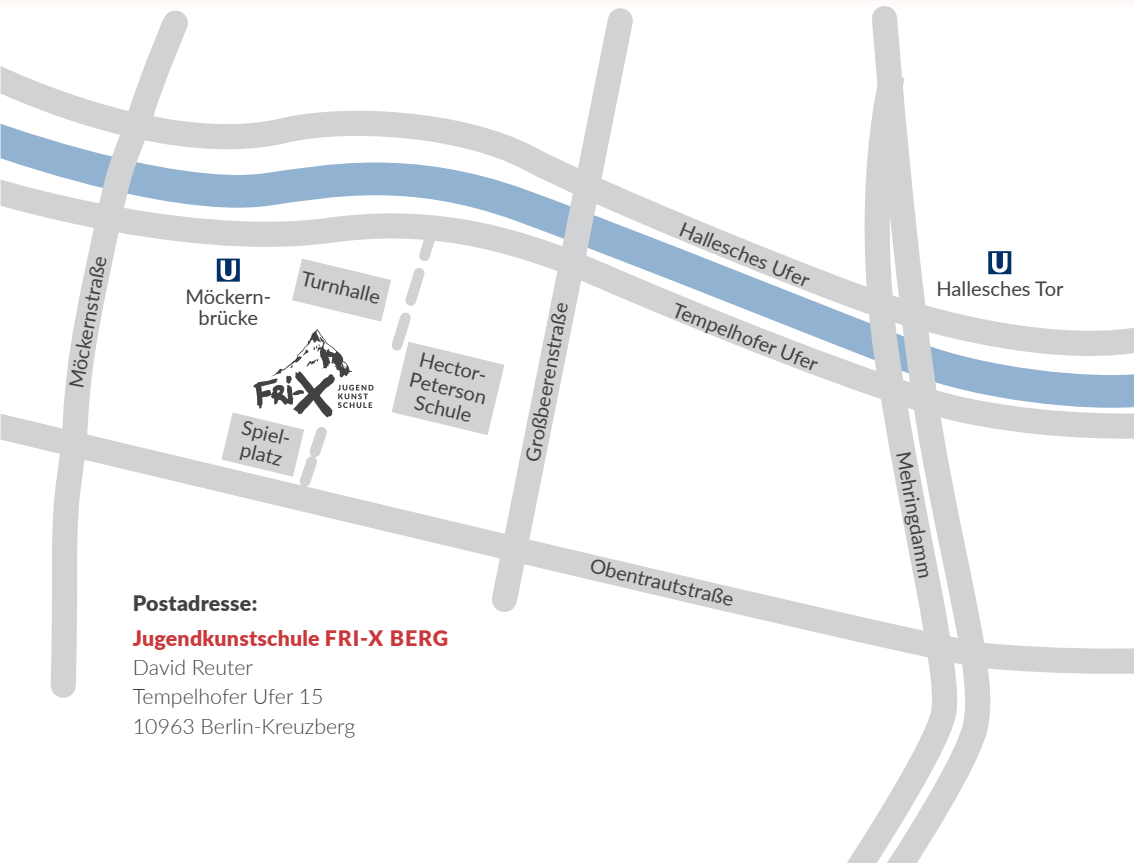 Hallesches Ufer
U
Hallesches Tor
Möckernstraße
U
Möckern-
brücke
Turnhalle
Tempelhofer Ufer
FRI-X
JUGEND
KUNST
SCHULE
Hector-
Peterson
Schule
Großbeerenstraße
Spiel-
platz
Mehringdamm
Obentrautstraße
Postadresse:
Jugendkunstschule FRI-X BERG
David Reuter
Tempelhofer Ufer 15
10963 Berlin-Kreuzberg